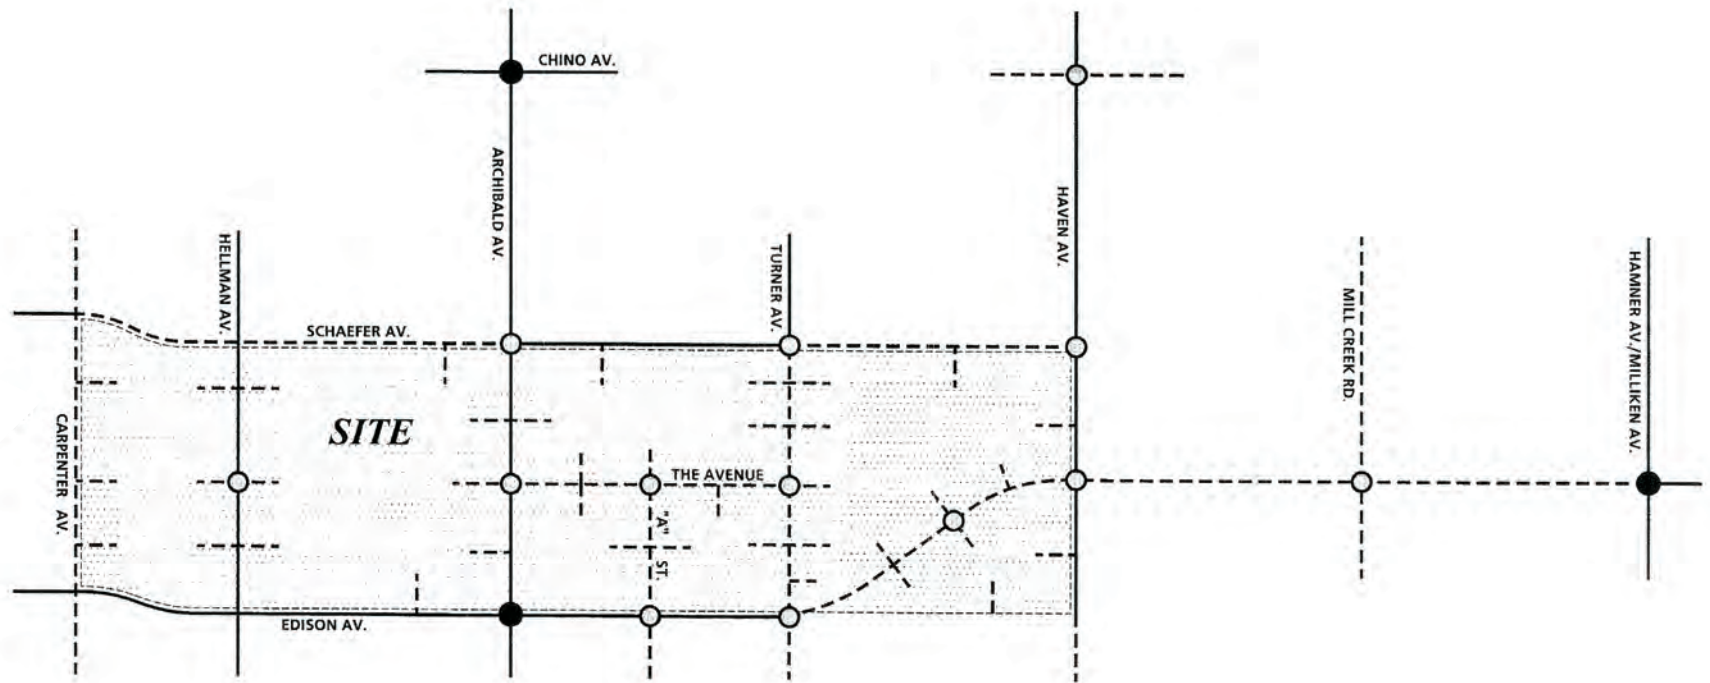 CHINO AV.
ARCHIBALD AV.
HAVEN AV.
HELLMAN AV.
TURNER AV.
HAMNER AV./MILLIKEN AV.
MILL CREEK RD.
SCHAEFER AV.
CARPENTER AV.
SITE
THE AVENUE
"A" ST.
EDISON AV.